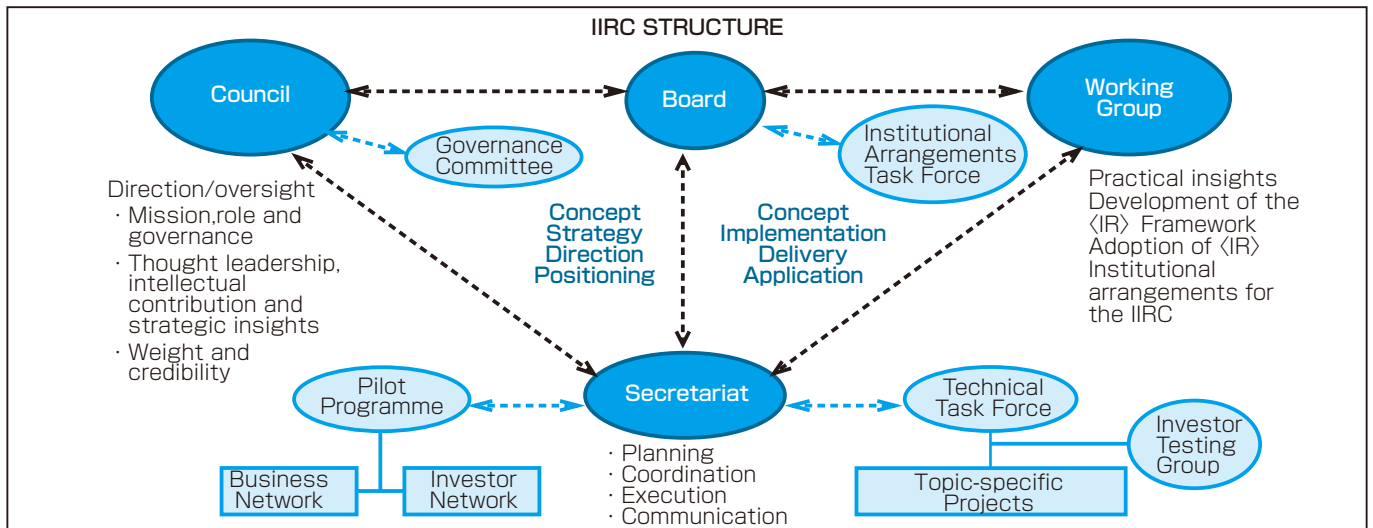 IIRC STRUCTURE
Council
Board
Working
Group
Governance
Committee
Institutional
Arrangements
Task Force
Direction/oversight
· Mission,role and
governance
· Thought leadership,
intellectual
contribution and
strategic insights
· Weight and
credibility
Concept
Strategy
Direction
Positioning
Concept
Implementation
Delivery
Application
Practical insights
Development of the
〈IR〉 Framework
Adoption of 〈IR〉
Institutional
arrangements for
the IIRC
Pilot
Programme
Secretariat
Technical
Task Force
Business
Network
Investor
Network
· Planning
· Coordination
· Execution
· Communication
Investor
Testing
Group
Topic-specific
Projects